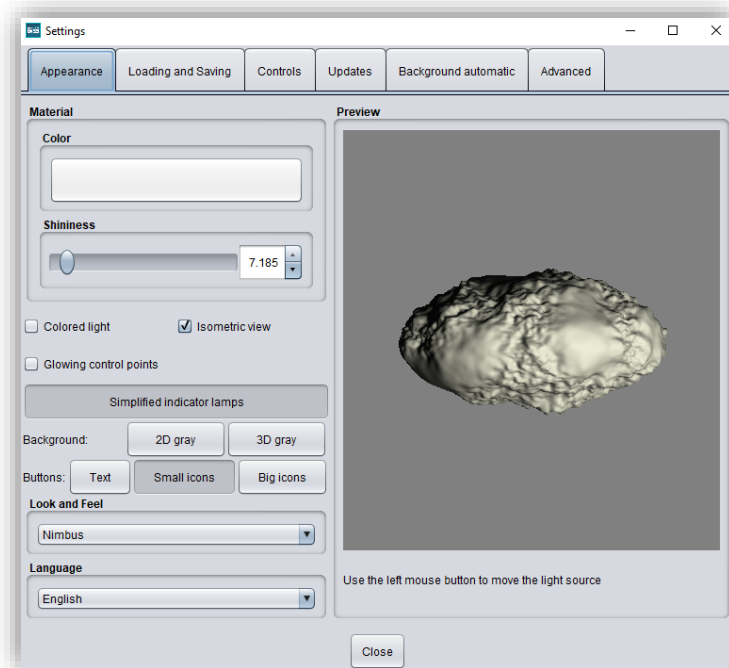 Settings
Appearance Loading and Saving Controls Updates Background automatic Advanced
Material
Color
Shininess
7.185
Colored light Isometric view
Glowing control points
Simplified indicator lamps
Background: 2D gray 3D gray
Buttons: Text Small icons Big icons
Look and Feel
Nimbus
Language
English
Preview
Use the left mouse button to move the light source
Close